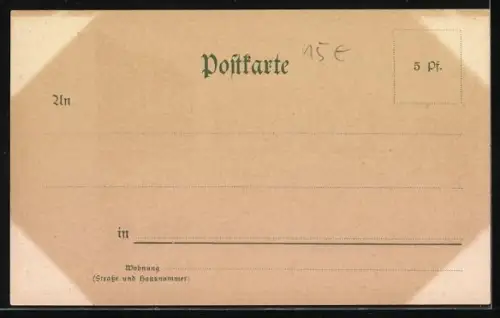 Postkarte
15€
5 Pf.
An
in
Wohnung
(Straße und Hausnummer)